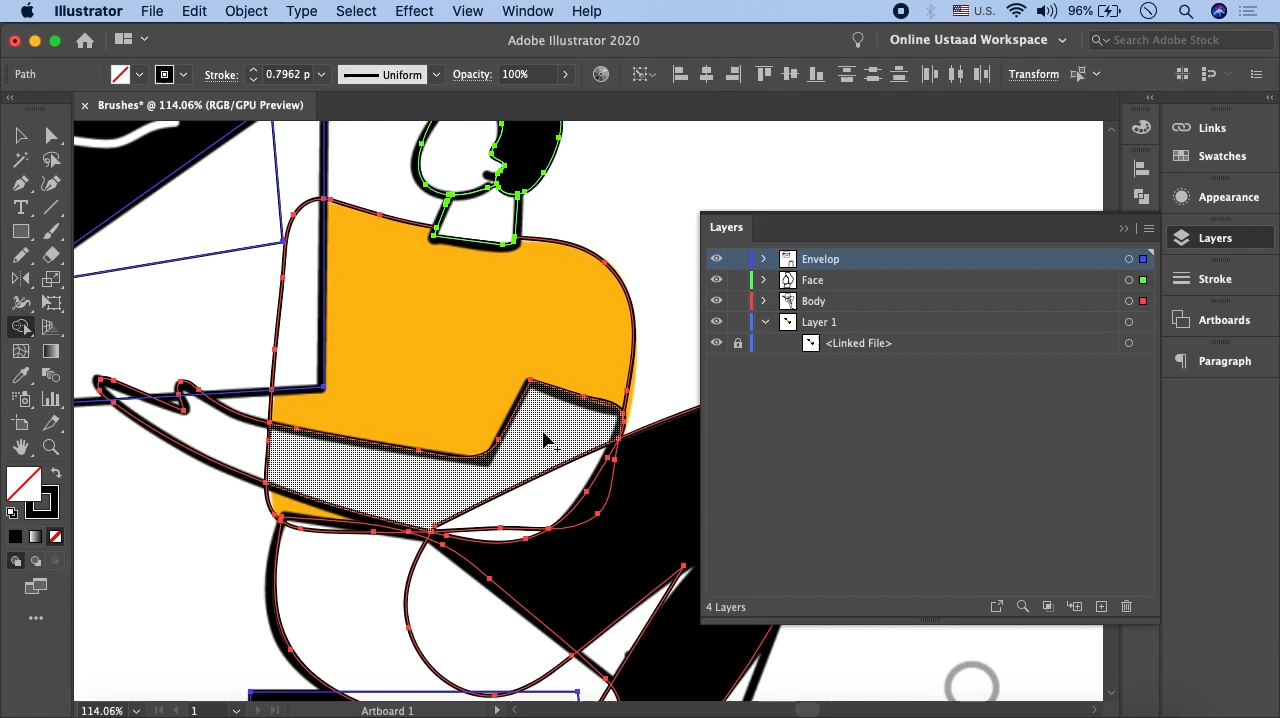 Illustrator File Edit Object Type Select Effect View Window Help U.S. 96%
Adobe Illustrator 2020 Online Ustaad Workspace Search Adobe Stock
Path Stroke: 0.7962 p Uniform Opacity: 100% Transform
× Brushes* @ 114.06% (RGB/GPU Preview)
Links
Swatches
Appearance
Layers
Stroke
Artboards
Paragraph
Layers
Envelop
Face
Body
Layer 1
<Linked File>
4 Layers
114.06% 1 Artboard 1